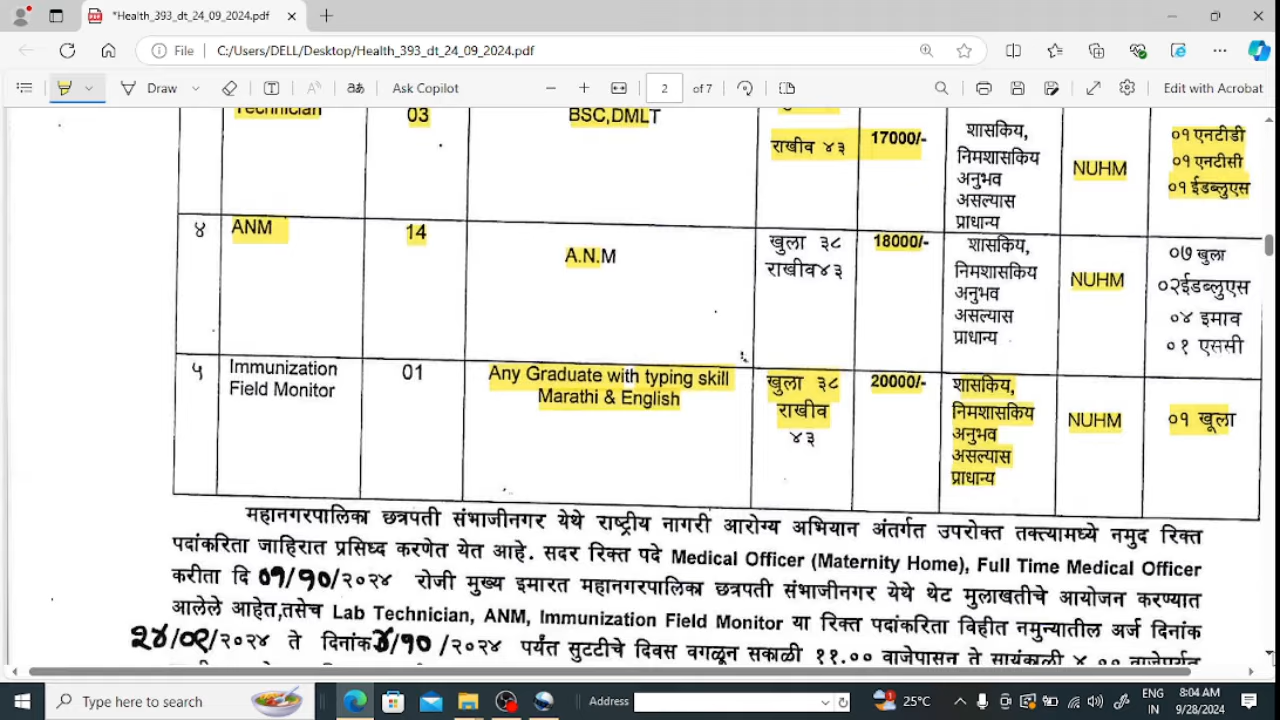 *Health_393_dt_24_09_2024.pdf
File C:/Users/DELL/Desktop/Health_393_dt_24_09_2024.pdf
Draw Ask Copilot 2 of 7 Edit with Acrobat
Technician 03 BSC,DMLT
राखीव ४३ 17000/-
शासकिय,
निमशासकिय
अनुभव
असल्यास
प्राधान्य
NUHM
०१ एनटीडी
०१ एनटीसी
०१ ईडब्लुएस
४ ANM 14 A.N.M
खुला ३८
राखीव४३
18000/-
शासकिय,
निमशासकिय
अनुभव
असल्यास
प्राधान्य
NUHM
०७ खुला
०२ईडब्लुएस
०४ इमाव
०१ एससी
५ Immunization
Field Monitor
01
Any Graduate with typing skill
Marathi & English
खुला ३८
राखीव
४३
20000/-
शासकिय,
निमशासकिय
अनुभव
असल्यास
प्राधान्य
NUHM
०१ खूला
महानगरपालिका छत्रपती संभाजीनगर येथे राष्ट्रीय नागरी आरोग्य अभियान अंतर्गत उपरोक्त तक्त्यामध्ये नमुद रिक्त
पदांकरिता जाहिरात प्रसिध्द करणेत येत आहे. सदर रिक्त पदे Medical Officer (Maternity Home), Full Time Medical Officer
करीता दि ०१/१०/२०२४ रोजी मुख्य इमारत महानगरपालिका छत्रपती संभाजीनगर येथे थेट मुलाखतीचे आयोजन करण्यात
आलेले आहेत,तसेच Lab Technician, ANM, Immunization Field Monitor या रिक्त पदांकरिता विहीत नमुन्यातील अर्ज दिनांक
/२०२४ ते दिनांक /१० /२०२४ पर्यंत सुटटीचे दिवस वगळून सकाळी ११.०० वाजेपासन ते सायंकाळी ४.०० वाजेपर्यत
Type here to search Address 25°C ENG 8:04 AM
IN 9/28/2024